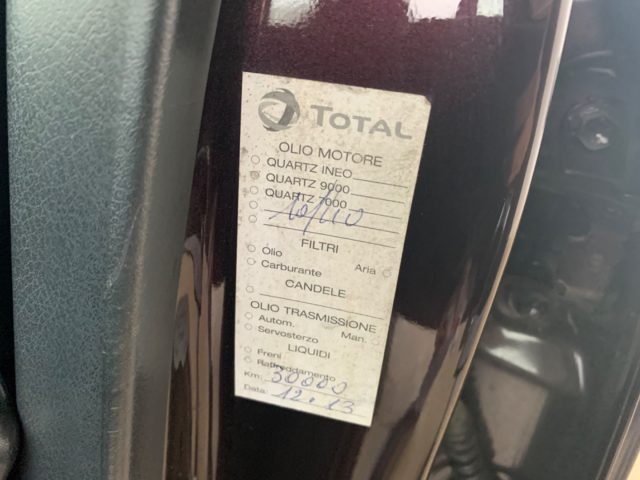 TOTAL
OLIO MOTORE
QUARTZ INEO
QUARTZ 9000
QUARTZ 7000
FILTRI
Olio Aria
Carburante
CANDELE
OLIO TRASMISSIONE
Autom. Man.
Servosterzo
LIQUIDI
Freni
Raffreddamento
Km: 50000
Data: 12.13